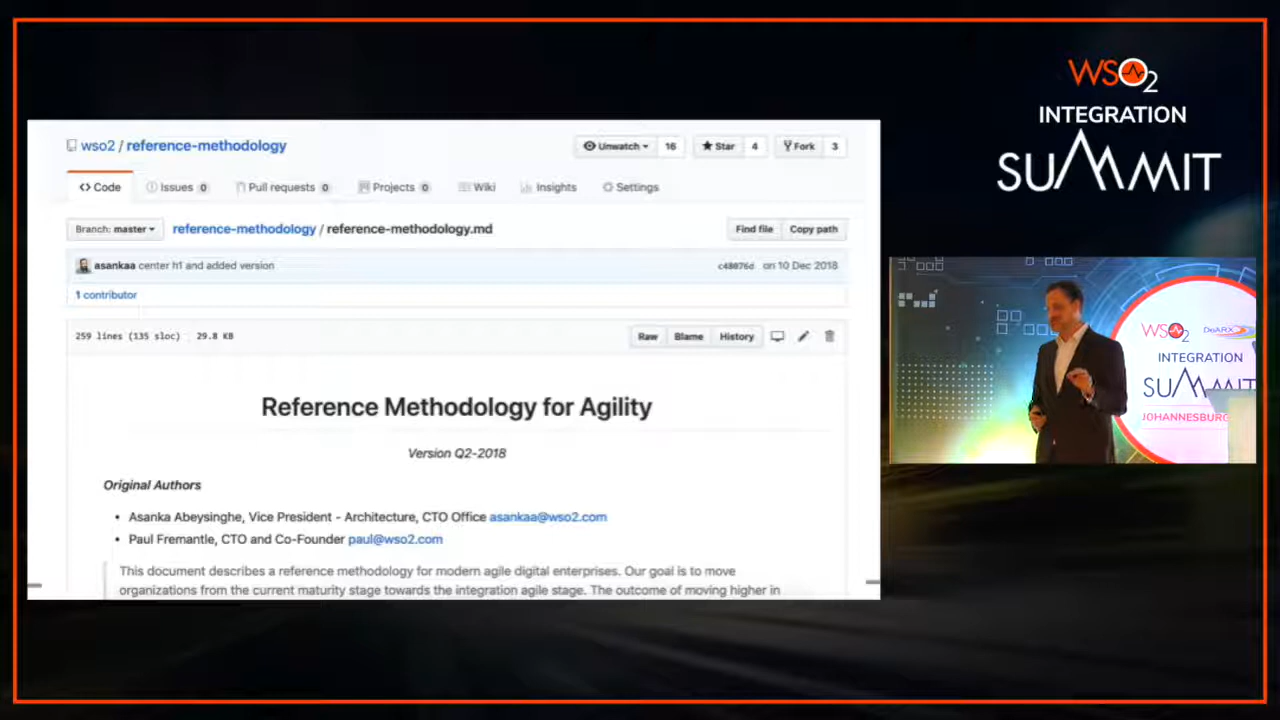 WSO2
INTEGRATION
SUMMIT
wso2 / reference-methodology
Unwatch 16 Star 4 Fork 3
Code Issues 0 Pull requests 0 Projects 0 Wiki Insights Settings
Branch: master reference-methodology / reference-methodology.md Find file Copy path
asankaa center h1 and added version c48076d on 10 Dec 2018
1 contributor
259 lines (135 sloc) 29.8 KB Raw Blame History
Reference Methodology for Agility
Version Q2-2018
Original Authors
• Asanka Abeysinghe, Vice President - Architecture, CTO Office asankaa@wso2.com
• Paul Fremantle, CTO and Co-Founder paul@wso2.com
This document describes a reference methodology for modern agile digital enterprises. Our goal is to move
organizations from the current maturity stage towards the integration agile stage. The outcome of moving higher in
WSO2
INTEGRATION
SUMMIT
JOHANNESBURG